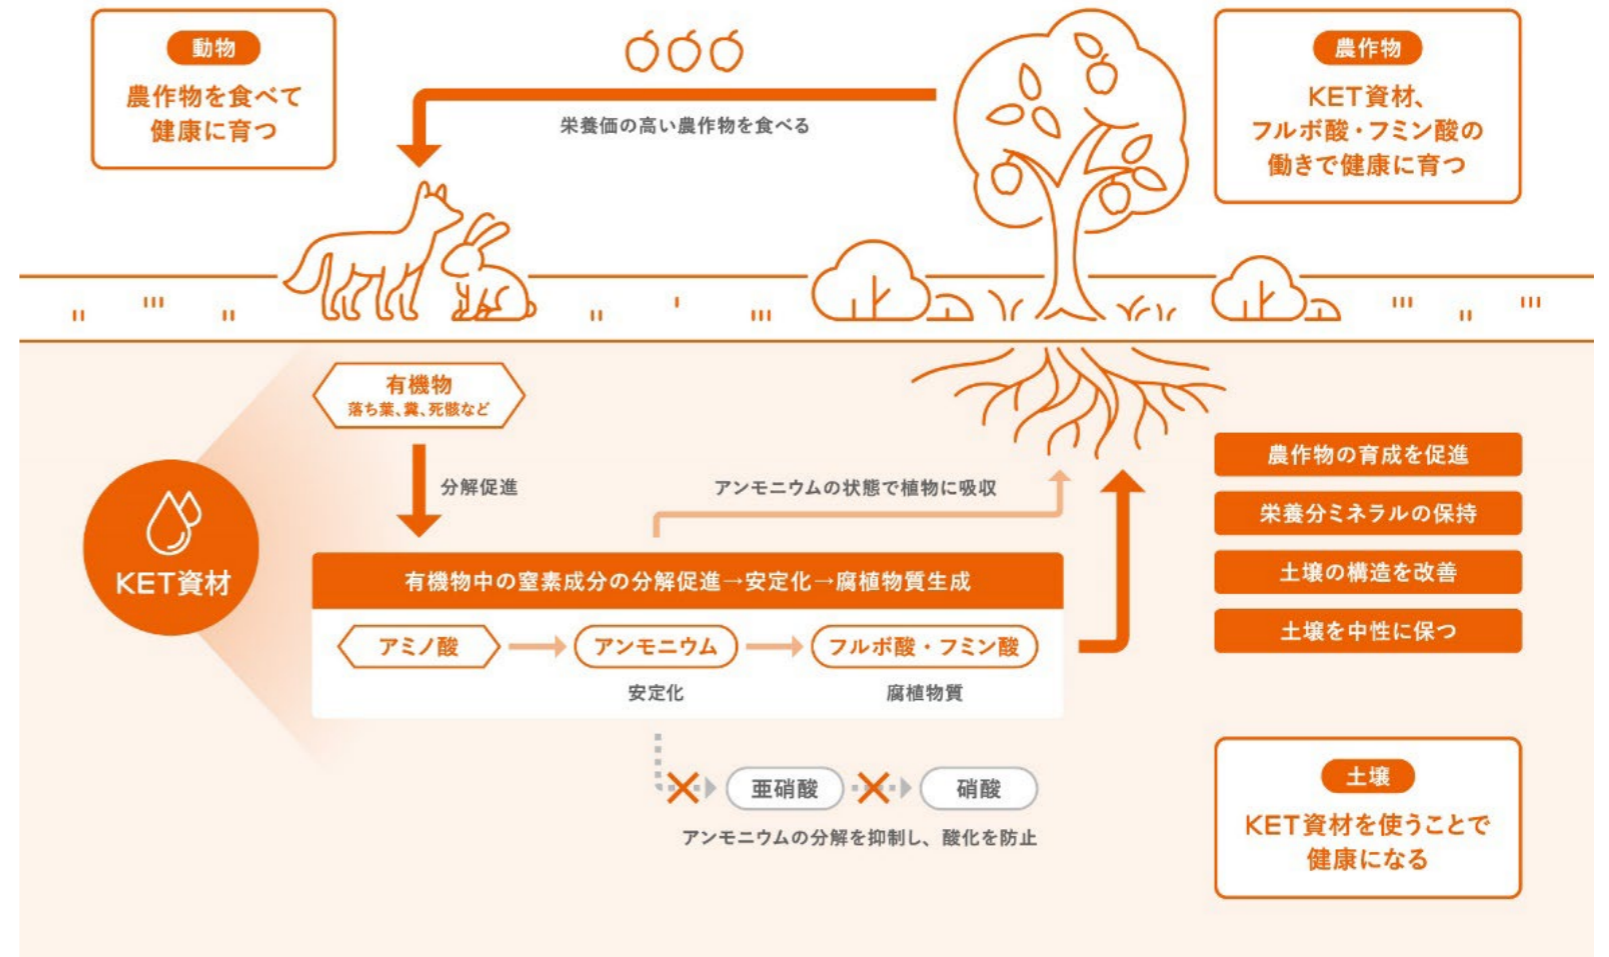 動物
農作物を食べて
健康に育つ
栄養価の高い農作物を食べる
農作物
KET資材、
フルボ酸・フミン酸の
働きで健康に育つ
有機物
落ち葉、糞、死骸など
分解促進
アンモニウムの状態で植物に吸収
KET資材
有機物中の窒素成分の分解促進→安定化→腐植物質生成
アミノ酸
アンモニウム
フルボ酸・フミン酸
安定化
腐植物質
亜硝酸
硝酸
アンモニウムの分解を抑制し、酸化を防止
農作物の育成を促進
栄養分ミネラルの保持
土壌の構造を改善
土壌を中性に保つ
土壌
KET資材を使うことで
健康になる